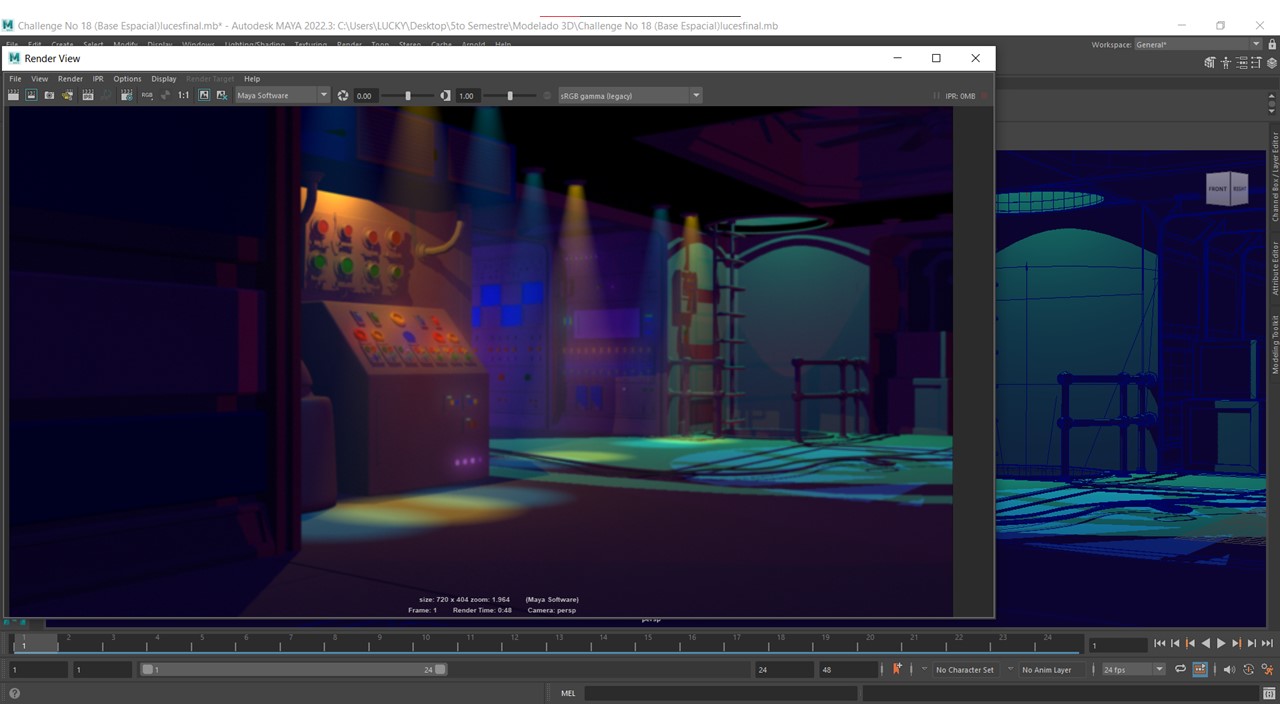 Challenge No 18 (Base Espacial)lucesfinal.mb* - Autodesk MAYA 2022.3: C:\Users\LUCKY\Desktop\5to Semestre\Modelado 3D\Challenge No 18 (Base Espacial)lucesfinal.mb
File Edit Create Select Modify Display Windows Lighting/Shading Texturing Render Toon Stereo Cache Arnold Help
Workspace: General*
Render View
File View Render IPR Options Display Render Target Help
RGB 1:1 Maya Software 0.00 1.00 sRGB gamma (legacy) IPR: 0MB
Channel Box / Layer Editor
Attribute Editor
Modeling Toolkit
FRONT RIGHT
size: 720 x 404 zoom: 1.964 (Maya Software)
Frame: 1 Render Time: 0:48 Camera: persp
persp
1 2 3 4 5 6 7 8 9 10 11 12 13 14 15 16 17 18 19 20 21 22 23 24
1 1
1 1 1 24 24 48 No Character Set No Anim Layer 24 fps
MEL